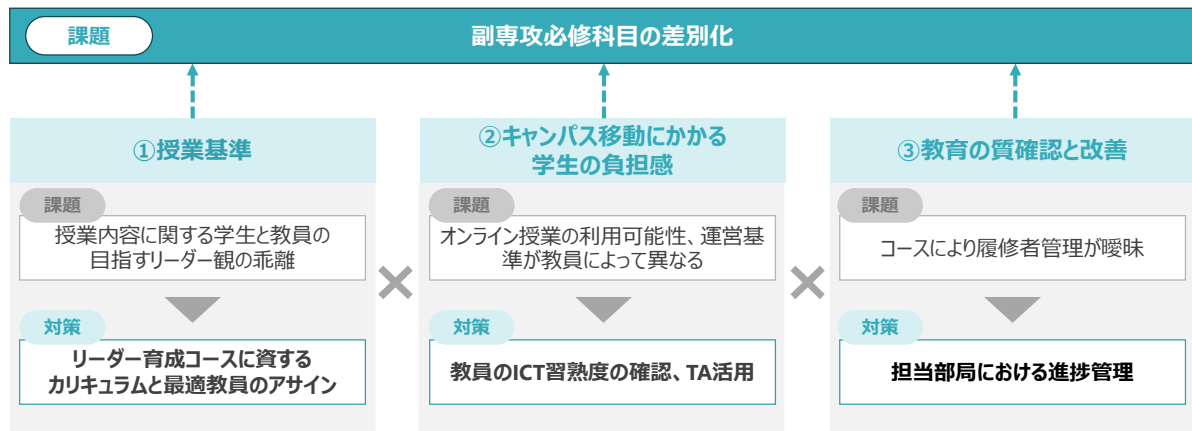 課題
副専攻必修科目の差別化
①授業基準
課題
授業内容に関する学生と教員の
目指すリーダー観の乖離
対策
リーダー育成コースに資する
カリキュラムと最適教員のアサイン
②キャンパス移動にかかる
学生の負担感
課題
オンライン授業の利用可能性、運営基
準が教員によって異なる
対策
教員のICT習熟度の確認、TA活用
③教育の質確認と改善
課題
コースにより履修者管理が曖昧
対策
担当部局における進捗管理